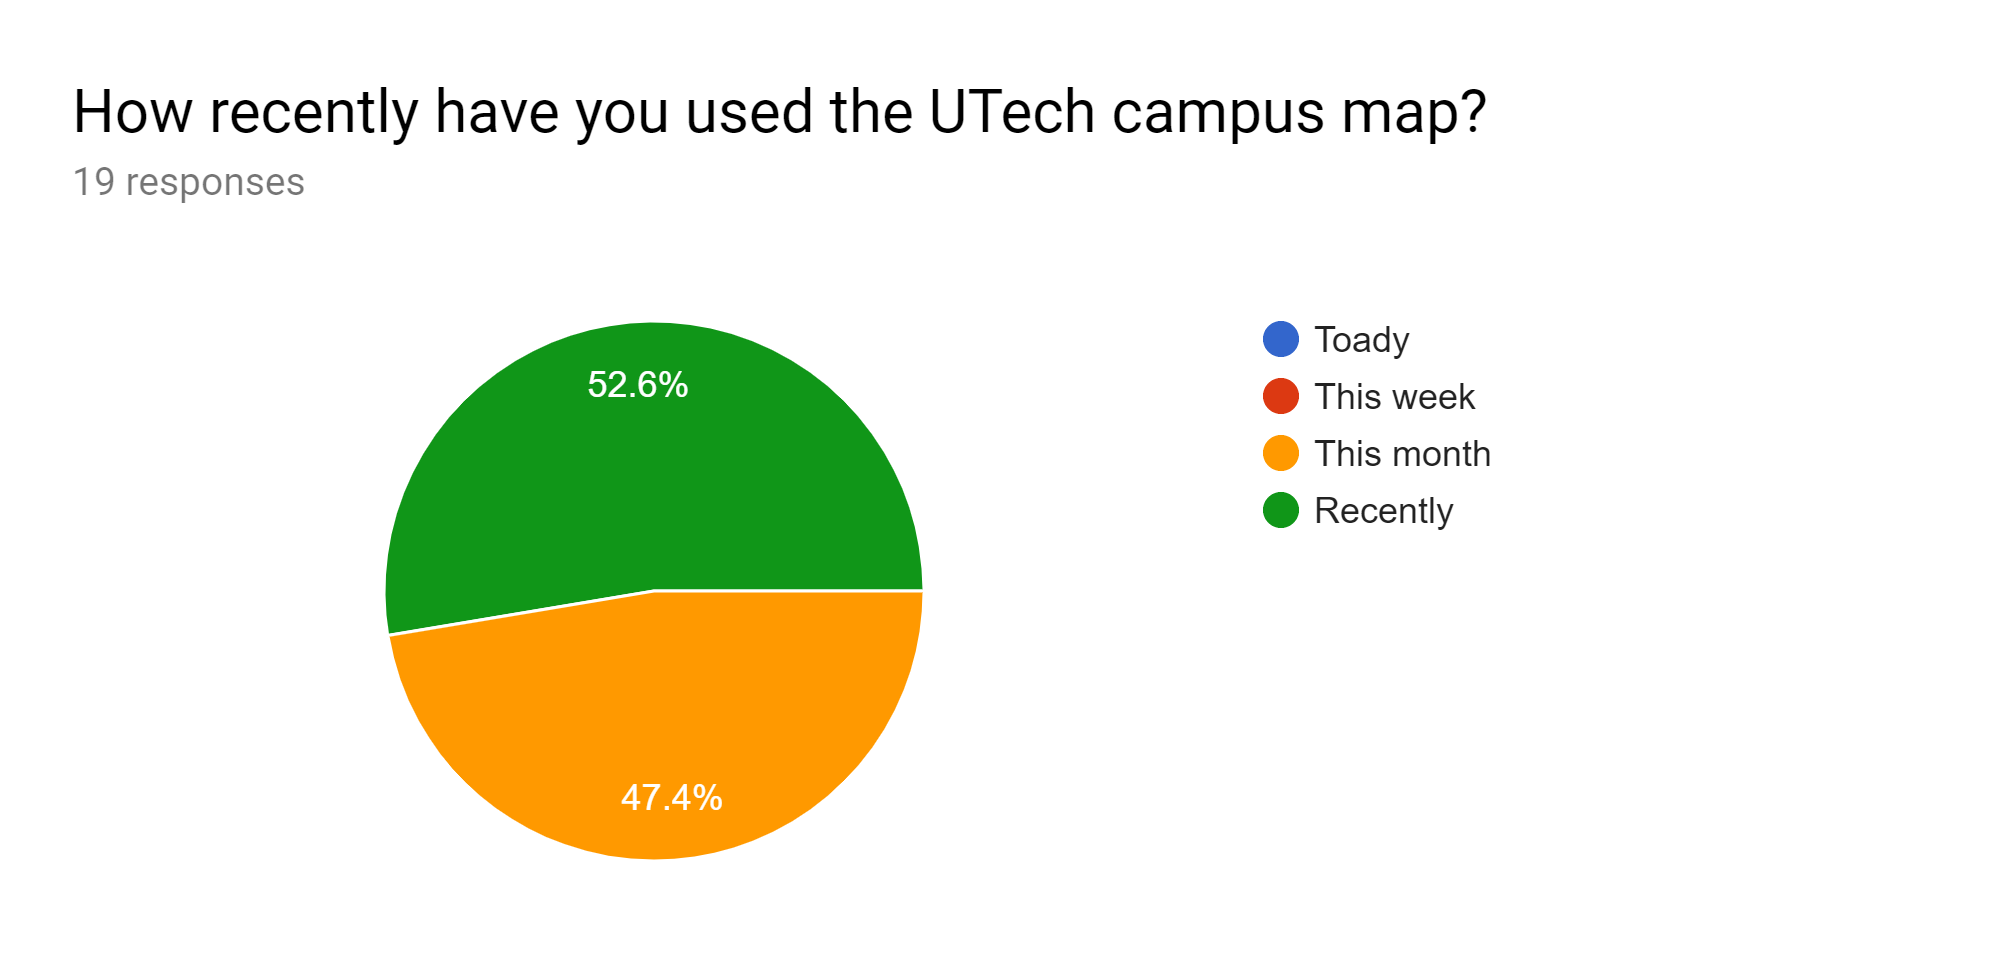 How recently have you used the UTech campus map?
19 responses
52.6%
47.4%
Toady
This week
This month
Recently